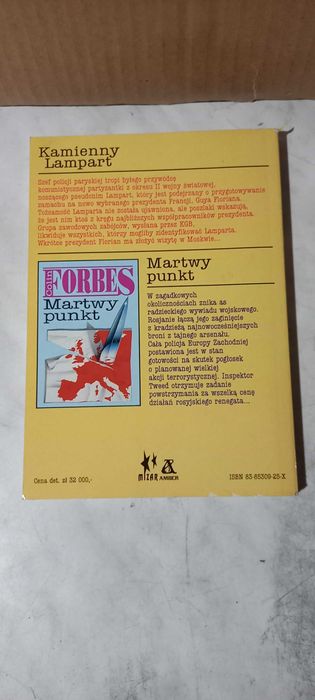 Kamienny
Lampart
Szef policji paryskiej tropi byłego przywódcę
komunistycznej partyzantki z okresu II wojny światowej,
noszącego pseudonim Lampart, który jest podejrzany o przygotowywanie
zamachu na nowo wybranego prezydenta Francji, Guya Floriana.
Tożsamość Lamparta nie została ujawniona, ale poszlaki wskazują,
że jest nim ktoś z kręgu najbliższych współpracowników prezydenta.
Grupa zawodowych zabójców, wysłana przez KGB,
likwiduje wszystkich, którzy mogliby zidentyfikować Lamparta.
Wkrótce prezydent Florian ma złożyć wizytę w Moskwie...
Martwy
punkt
COLIN
FORBES
Martwy
punkt
W zagadkowych
okolicznościach znika as
radzieckiego wywiadu wojskowego.
Rosjanie łączą jego zaginięcie
z kradzieżą najnowocześniejszych
broni z tajnego arsenału.
Cała policja Europy Zachodniej
postawiona jest w stan
gotowości na skutek pogłosek
o planowanej wielkiej
akcji terrorystycznej. Inspektor
Tweed otrzymuje zadanie
powstrzymania za wszelką cenę
działań rosyjskiego renegata...
Cena det. zł 32 000,-
MIZAR
AMBER
ISBN 83-85309-25-X